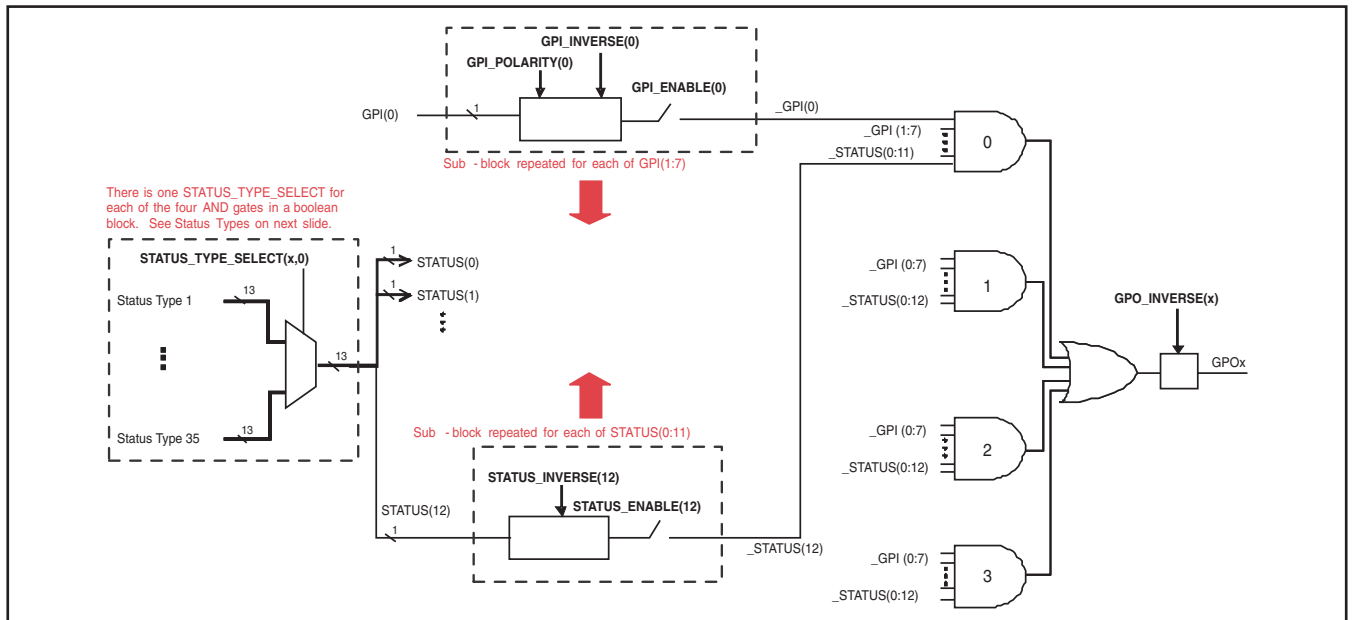 GPI_INVERSE(0)
GPI_POLARITY(0)
GPI_ENABLE(0)
GPI(0)
1
_GPI(0)
_GPI (1:7)
_STATUS(0:11)
0
Sub - block repeated for each of GPI(1:7)
There is one STATUS_TYPE_SELECT for
each of the four AND gates in a boolean
block. See Status Types on next slide.
STATUS_TYPE_SELECT(x,0)
Status Type 1
13
13
Status Type 35
13
1
STATUS(0)
1
STATUS(1)
_GPI (0:7)
_STATUS(0:12)
1
GPO_INVERSE(x)
GPOx
Sub - block repeated for each of STATUS(0:11)
STATUS_INVERSE(12)
STATUS_ENABLE(12)
STATUS(12)
1
_STATUS(12)
_GPI (0:7)
_STATUS(0:12)
2
_GPI (0:7)
_STATUS(0:12)
3